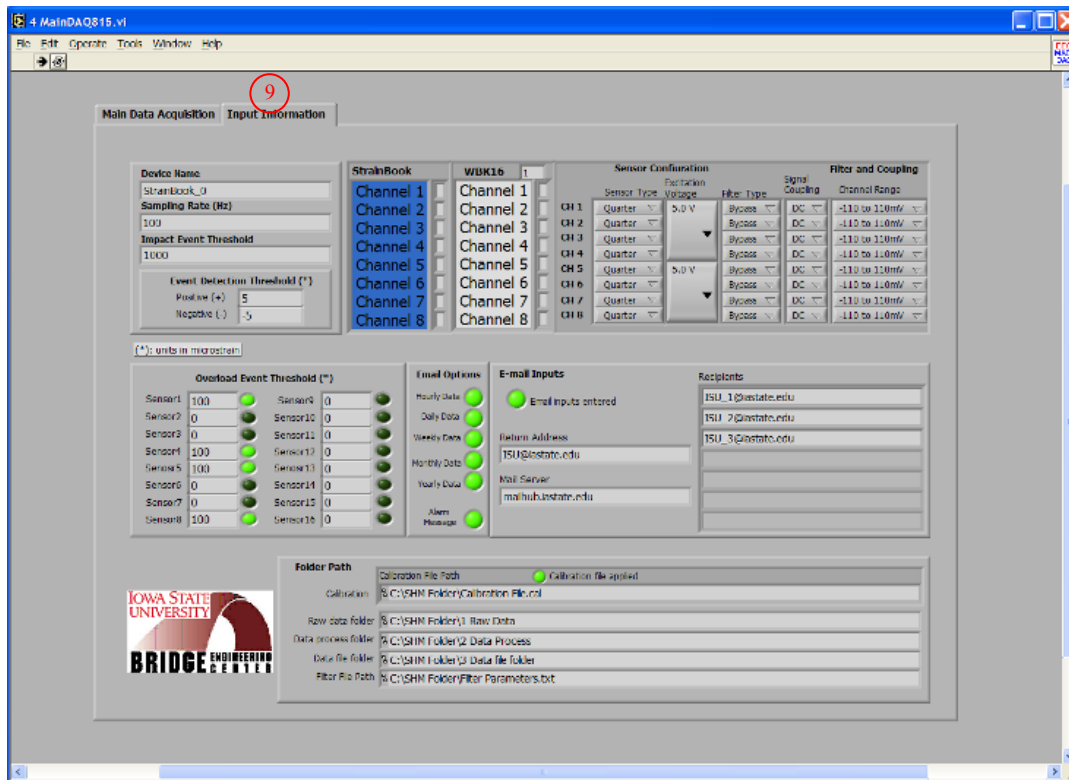 4 MainDAQ815.vi
File Edit Operate Tools Window Help
9
Main Data Acquisition Input Information
Device Name
StrainBook_0
Sampling Rate (Hz)
100
Impact Event Threshold
1000
Event Detection Threshold (*)
Positive (+) 5
Negative (-) -5
StrainBook
Channel 1
Channel 2
Channel 3
Channel 4
Channel 5
Channel 6
Channel 7
Channel 8
WBK16 1
Channel 1
Channel 2
Channel 3
Channel 4
Channel 5
Channel 6
Channel 7
Channel 8
Sensor Confiuration Filter and Coupling
Sensor Type Excitation Voltage Filter Type Signal Coupling Channel Range
CH 1 Quarter 5.0 V Bypass DC -110 to 110mV
CH 2 Quarter Bypass DC -110 to 110mV
CH 3 Quarter Bypass DC -110 to 110mV
CH 4 Quarter Bypass DC -110 to 110mV
CH 5 Quarter 5.0 V Bypass DC -110 to 110mV
CH 6 Quarter Bypass DC -110 to 110mV
CH 7 Quarter Bypass DC -110 to 110mV
CH 8 Quarter Bypass DC -110 to 110mV
(*): units in microstrain
Overload Event Threshold (*)
Sensor1 100 Sensor9 0
Sensor2 0 Sensor10 0
Sensor3 0 Sensor11 0
Sensor4 100 Sensor12 0
Senosr5 100 Sensor13 0
Sensor6 0 Sensor14 0
Sensor7 0 Sensor15 0
Sensor8 100 Sensor16 0
Email Options
Hourly Data
Daily Data
Weekly Data
Monthly Data
Yearly Data
Alarm
Message
E-mail Inputs
Email inputs entered
Return Address
ISU@iastate.edu
Mail Server
mailhub.iastate.edu
Recipients
ISU_1@iastate.edu
ISU_2@iastate.edu
ISU_3@iastate.edu
Folder Path
Calibration File Path Calibration file applied
Calibration C:\SHM Folder\Calibration File.cal
Raw data folder C:\SHM Folder\1 Raw Data
Data process folder C:\SHM Folder\2 Data Process
Data file folder C:\SHM Folder\3 Data file folder
Filter File Path C:\SHM Folder\Filter Parameters.txt
IOWA STATE
UNIVERSITY
BRIDGE ENGINEERING
CENTER